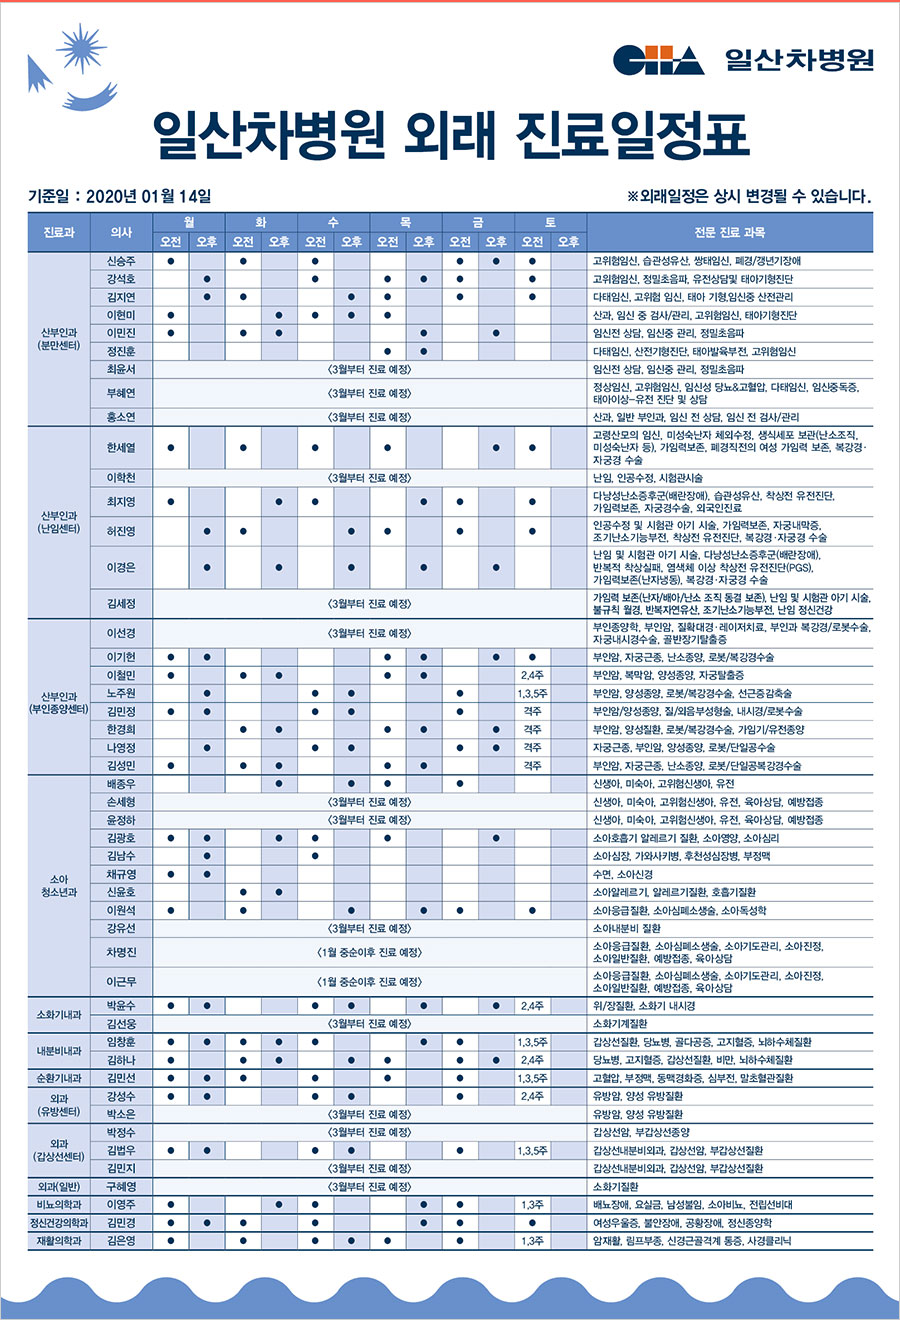 CHA 일산차병원
일산차병원 외래 진료일정표
기준일 : 2020년 01월 14일
※외래일정은 상시 변경될 수 있습니다.
진료과 의사 월 화 수 목 금 토 전문 진료 과목
오전 오후 오전 오후 오전 오후 오전 오후 오전 오후 오전 오후
산부인과
(분만센터)
신승주 ● ● ● ● ● ● 고위험임신, 습관성유산, 쌍태임신, 폐경/갱년기장애
강석호 ● ● ● ● ● ● 고위험임신, 정밀초음파, 유전상담및 태아기형진단
김지연 ● ● ● ● ● ● 다태임신, 고위험 임신, 태아 기형,임신중 산전관리
이현미 ● ● ● ● ● 산과, 임신 중 검사/관리, 고위험임신, 태아기형진단
이민진 ● ● ● ● ● 임신전 상담, 임신중 관리, 정밀초음파
정진훈 ● ● 다태임신, 산전기형진단, 태아발육부전, 고위험임신
최윤서 <3월부터 진료 예정> 임신전 상담, 임신중 관리, 정밀초음파
부혜연 <3월부터 진료 예정> 정상임신, 고위험임신, 임신성 당뇨&고혈압, 다태임신, 임신중독증,
태아이상-유전 진단 및 상담
홍소연 <3월부터 진료 예정> 산과, 일반 부인과, 임신 전 상담, 임신 전 검사/관리
산부인과
(난임센터)
한세열 ● ● ● ● ● ● 고령산모의 임신, 미성숙난자 체외수정, 생식세포 보관(난소조직,
미성숙난자 등), 가임력보존, 폐경직전의 여성 가임력 보존, 복강경·
자궁경 수술
이학천 <3월부터 진료 예정> 난임, 인공수정, 시험관시술
최지영 ● ● ● ● ● ● 다낭성난소증후군(배란장애), 습관성유산, 착상전 유전진단,
가임력보존, 자궁경수술, 외국인진료
허진영 ● ● ● ● ● ● 인공수정 및 시험관 아기 시술, 가임력보존, 자궁내막증,
조기난소기능부전, 착상전 유전진단, 복강경·자궁경 수술
이경은 ● ● ● ● ● 난임 및 시험관 아기 시술, 다낭성난소증후군(배란장애),
반복적 착상실패, 염색체 이상 착상전 유전진단(PGS),
가임력보존(난자냉동), 복강경·자궁경 수술
김세정 <3월부터 진료 예정> 가임력 보존(난자/배아/난소 조직 동결 보존), 난임 및 시험관 아기 시술,
불규칙 월경, 반복자연유산, 조기난소기능부전, 난임 정신건강
산부인과
(부인종양센터)
이선경 <3월부터 진료 예정> 부인종양학, 부인암, 질확대경·레이저치료, 부인과 복강경/로봇수술,
자궁내시경수술, 골반장기탈출증
이기헌 ● ● ● ● ● ● 부인암, 자궁근종, 난소종양, 로봇/복강경수술
이철민 ● ● ● ● ● 2,4주 부인암, 복막암, 양성종양, 자궁탈출증
노주원 ● ● ● ● 1,3,5주 부인암, 양성종양, 로봇/복강경수술, 선근증감축술
김민정 ● ● ● ● ● 격주 부인암/양성종양, 질/외음부성형술, 내시경/로봇수술
한경희 ● ● ● ● ● 격주 부인암, 양성질환, 로봇/복강경수술, 가임기/유전종양
나영정 ● ● ● ● ● 격주 자궁근종, 부인암, 양성종양, 로봇/단일공수술
김성민 ● ● ● ● ● 격주 부인암, 자궁근종, 난소종양, 로봇/단일공복강경수술
소아
청소년과
배종우 ● ● ● ● 신생아, 미숙아, 고위험신생아, 유전
손세형 <3월부터 진료 예정> 신생아, 미숙아, 고위험신생아, 유전, 육아상담, 예방접종
윤정하 <3월부터 진료 예정> 신생아, 미숙아, 고위험신생아, 유전, 육아상담, 예방접종
김광호 ● ● ● ● ● ● 소아호흡기 알레르기 질환, 소아영양, 소아심리
김남수 ● ● 소아심장, 가와사키병, 후천성심장병, 부정맥
채규영 ● ● 수면, 소아신경
신윤호 ● ● 소아알레르기, 알레르기질환, 호흡기질환
이원석 ● ● ● ● ● ● 소아응급질환, 소아심폐소생술, 소아독성학
강유선 <3월부터 진료 예정> 소아내분비 질환
차명진 <1월 중순이후 진료 예정> 소아응급질환, 소아심폐소생술, 소아기도관리, 소아진정,
소아일반질환, 예방접종, 육아상담
이근무 <1월 중순이후 진료 예정> 소아응급질환, 소아심폐소생술, 소아기도관리, 소아진정,
소아일반질환, 예방접종, 육아상담
소화기내과
박윤수 ● ● ● ● ● ● 2,4주 위/장질환, 소화기 내시경
김선웅 <3월부터 진료 예정> 소화기계질환
내분비내과
임창훈 ● ● ● ● ● ● ● 1,3,5주 갑상선질환, 당뇨병, 골다공증, 고지혈증, 뇌하수체질환
김하나 ● ● ● ● ● ● ● 2,4주 당뇨병, 고지혈증, 갑상선질환, 비만, 뇌하수체질환
순환기내과 김민선 ● ● ● ● ● ● 1,3,5주 고혈압, 부정맥, 동맥경화증, 심부전, 말초혈관질환
외과
(유방센터)
강성수 ● ● ● ● ● 2,4주 유방암, 양성 유방질환
박소은 <3월부터 진료 예정> 유방암, 양성 유방질환
외과
(갑상선센터)
박정수 <3월부터 진료 예정> 갑상선암, 부갑상선종양
김법우 ● ● ● ● ● 1,3,5주 갑상선내분비외과, 갑상선암, 부갑상선질환
김민지 <3월부터 진료 예정> 갑상선내분비외과, 갑상선암, 부갑상선질환
외과(일반) 구혜영 <3월부터 진료 예정> 소화기질환
비뇨의학과 이영주 ● ● ● ● ● 1,3주 배뇨장애, 요실금, 남성불임, 소아비뇨, 전립선비대
정신건강의학과 김민경 ● ● ● ● ● ● ● 여성우울증, 불안장애, 공황장애, 정신종양학
재활의학과 김은영 ● ● ● ● ● ● 1,3주 암재활, 림프부종, 신경근골격계 통증, 사경클리닉